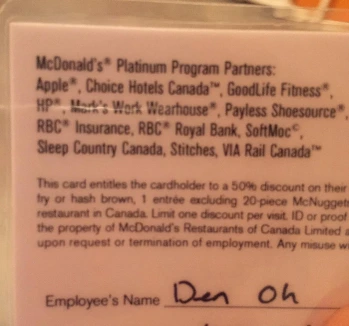 McDonald's® Platinum Program Partners:
Apple®, Choice Hotels Canada™, GoodLife Fitness®,
HP®, Mark's Work Wearhouse®, Payless Shoesource®,
RBC® Insurance, RBC® Royal Bank, SoftMoc©,
Sleep Country Canada, Stitches, VIA Rail Canada™
This card entitles the cardholder to a 50% discount on their
fry or hash brown, 1 entrée excluding 20-piece McNuggets
restaurant in Canada. Limit one discount per visit. ID or proof
the property of McDonald's Restaurants of Canada Limited a
upon request or termination of employment. Any misuse w
Employee's Name Den Oh